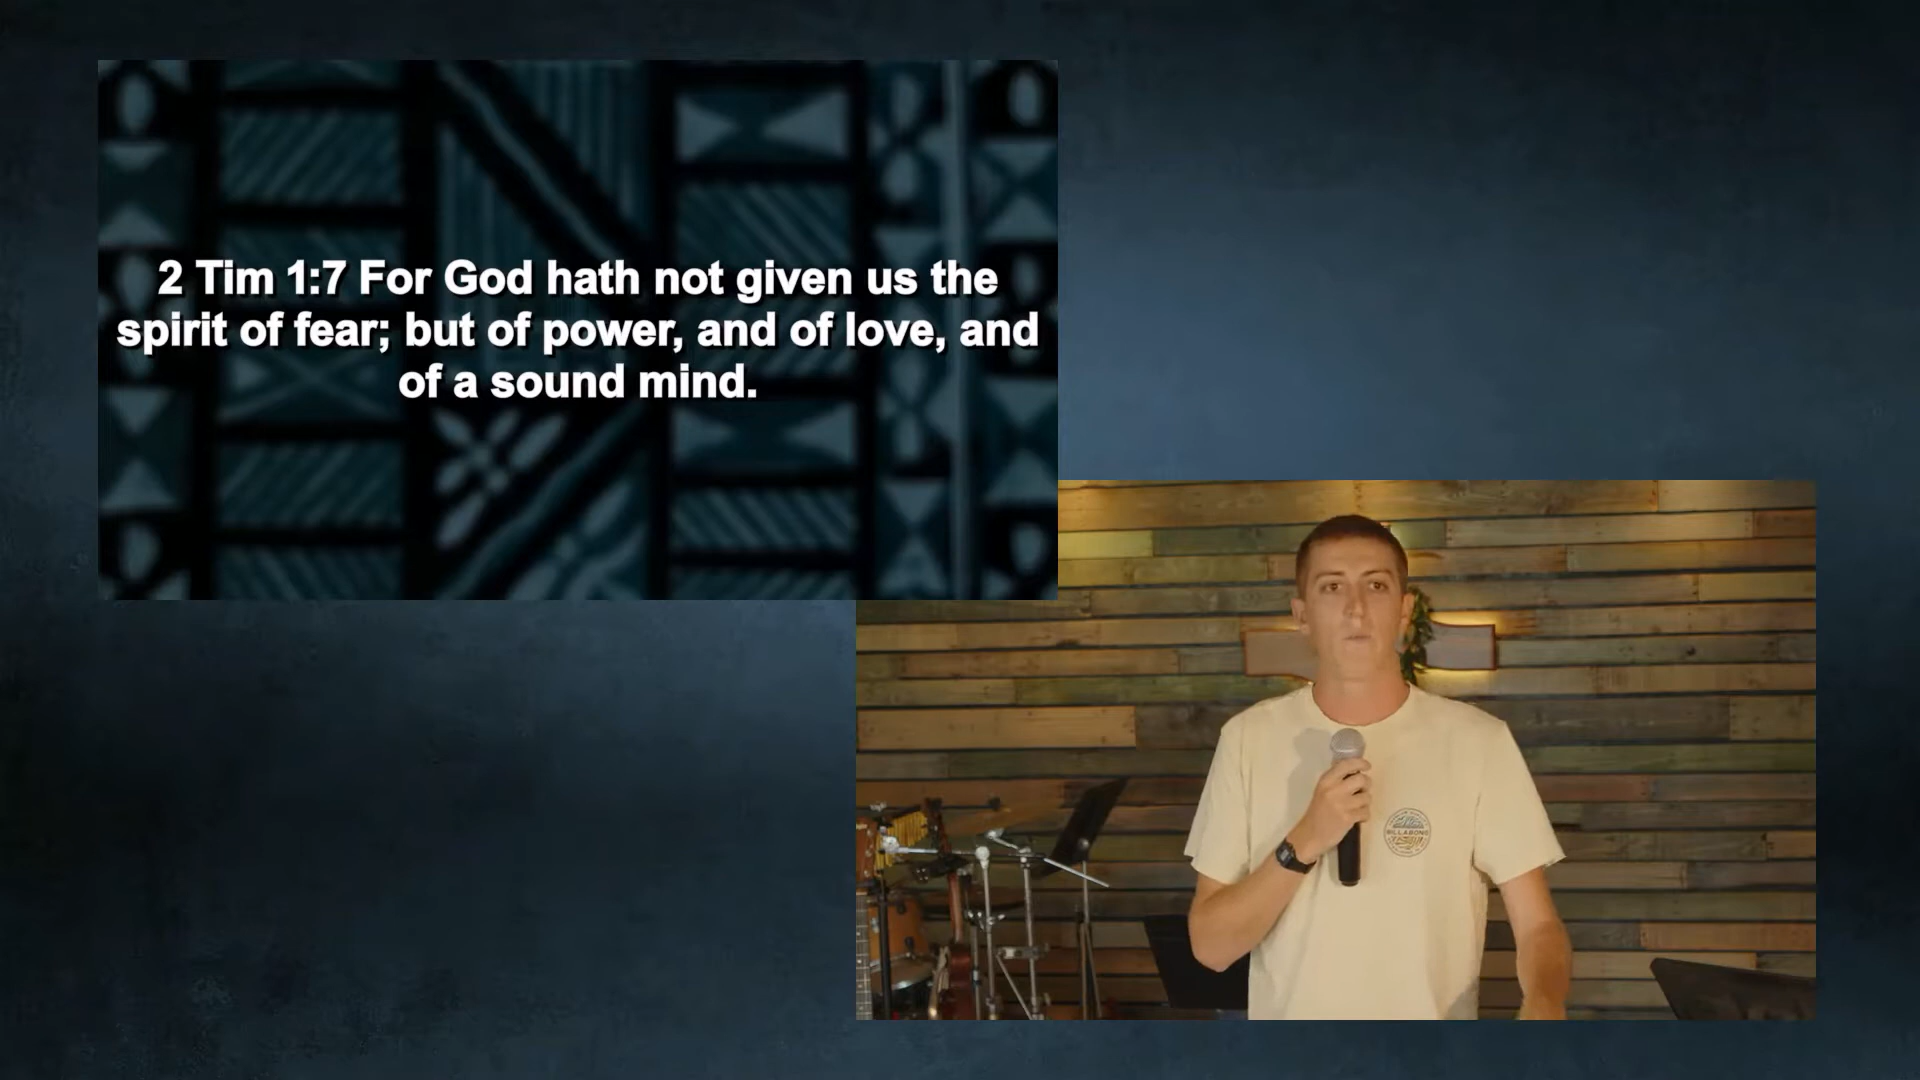 2 Tim 1:7 For God hath not given us the
spirit of fear; but of power, and of love, and
of a sound mind.
BILLABONG